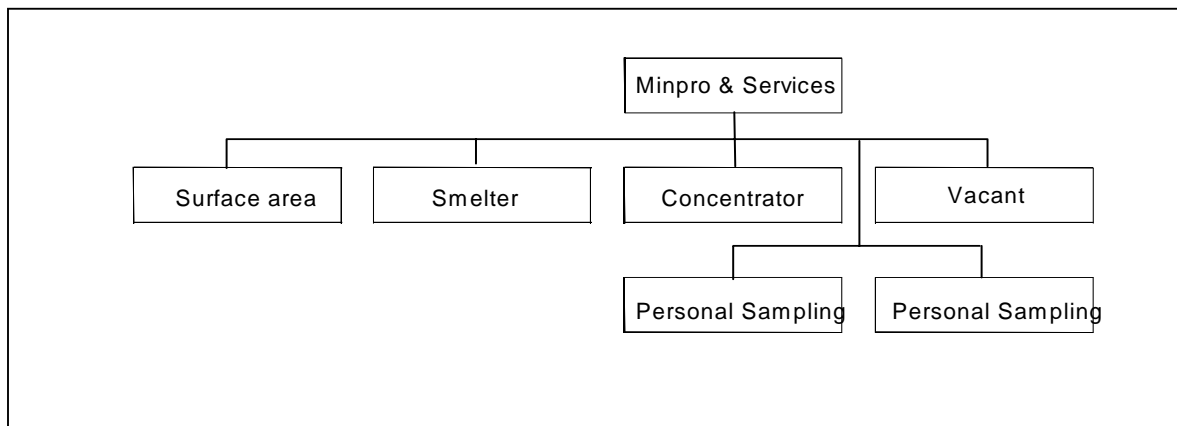 Minpro & Services
Surface area
Smelter
Concentrator
Vacant
Personal Sampling
Personal Sampling